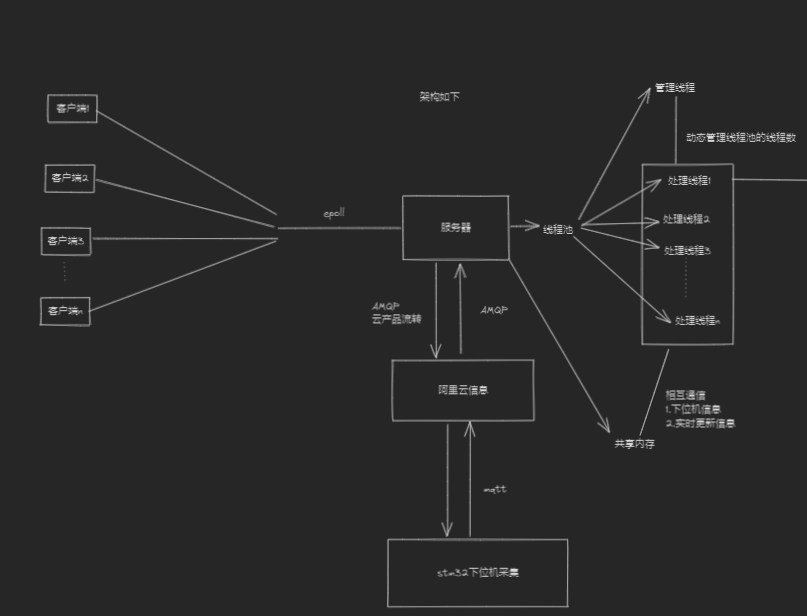 架构如下
管理线程
动态管理线程池的线程数
客户端1
客户端2
客户端3
客户端n
epoll
服务器
线程池
处理线程1
处理线程2
处理线程3
处理线程n
AMQP
云产品流转
AMQP
阿里云信息
相互通信
1.下位机信息
2.实时更新信息
共享内存
mqtt
stm32下位机采集